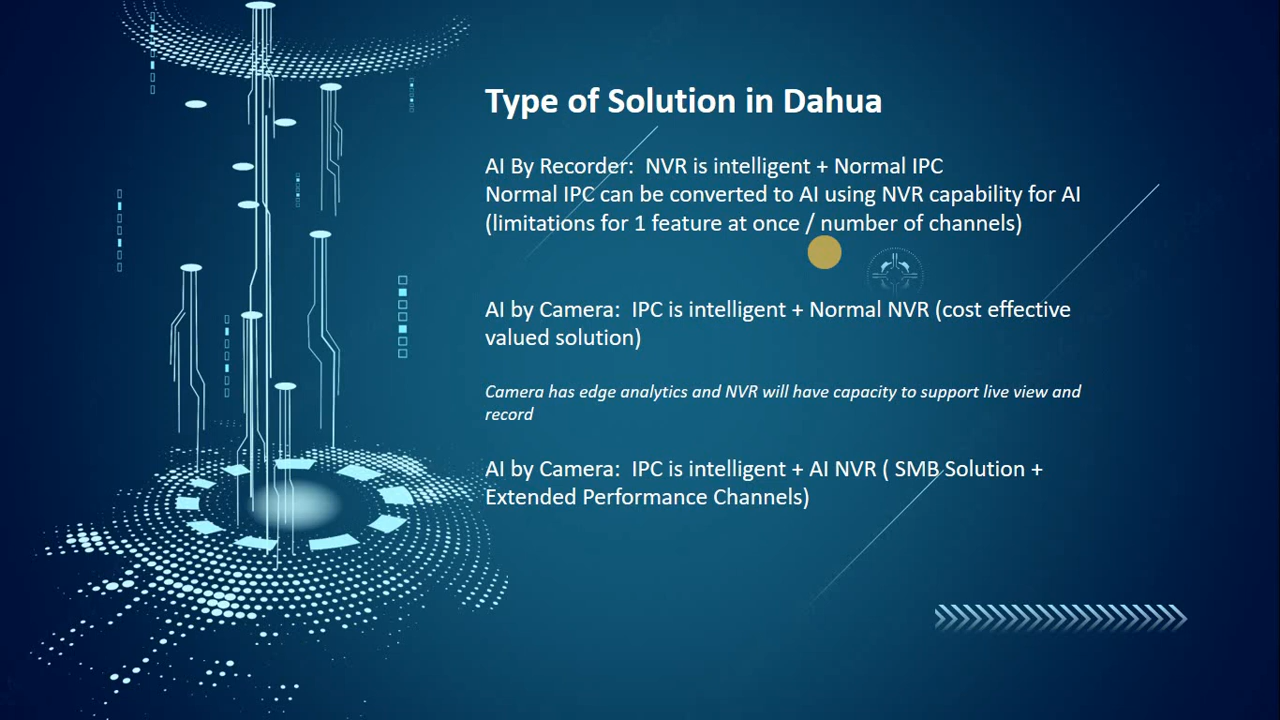 Type of Solution in Dahua
AI By Recorder:  NVR is intelligent + Normal IPC
Normal IPC can be converted to AI using NVR capability for AI
(limitations for 1 feature at once / number of channels)
AI by Camera:  IPC is intelligent + Normal NVR (cost effective
valued solution)
Camera has edge analytics and NVR will have capacity to support live view and
record
AI by Camera:  IPC is intelligent + AI NVR ( SMB Solution +
Extended Performance Channels)